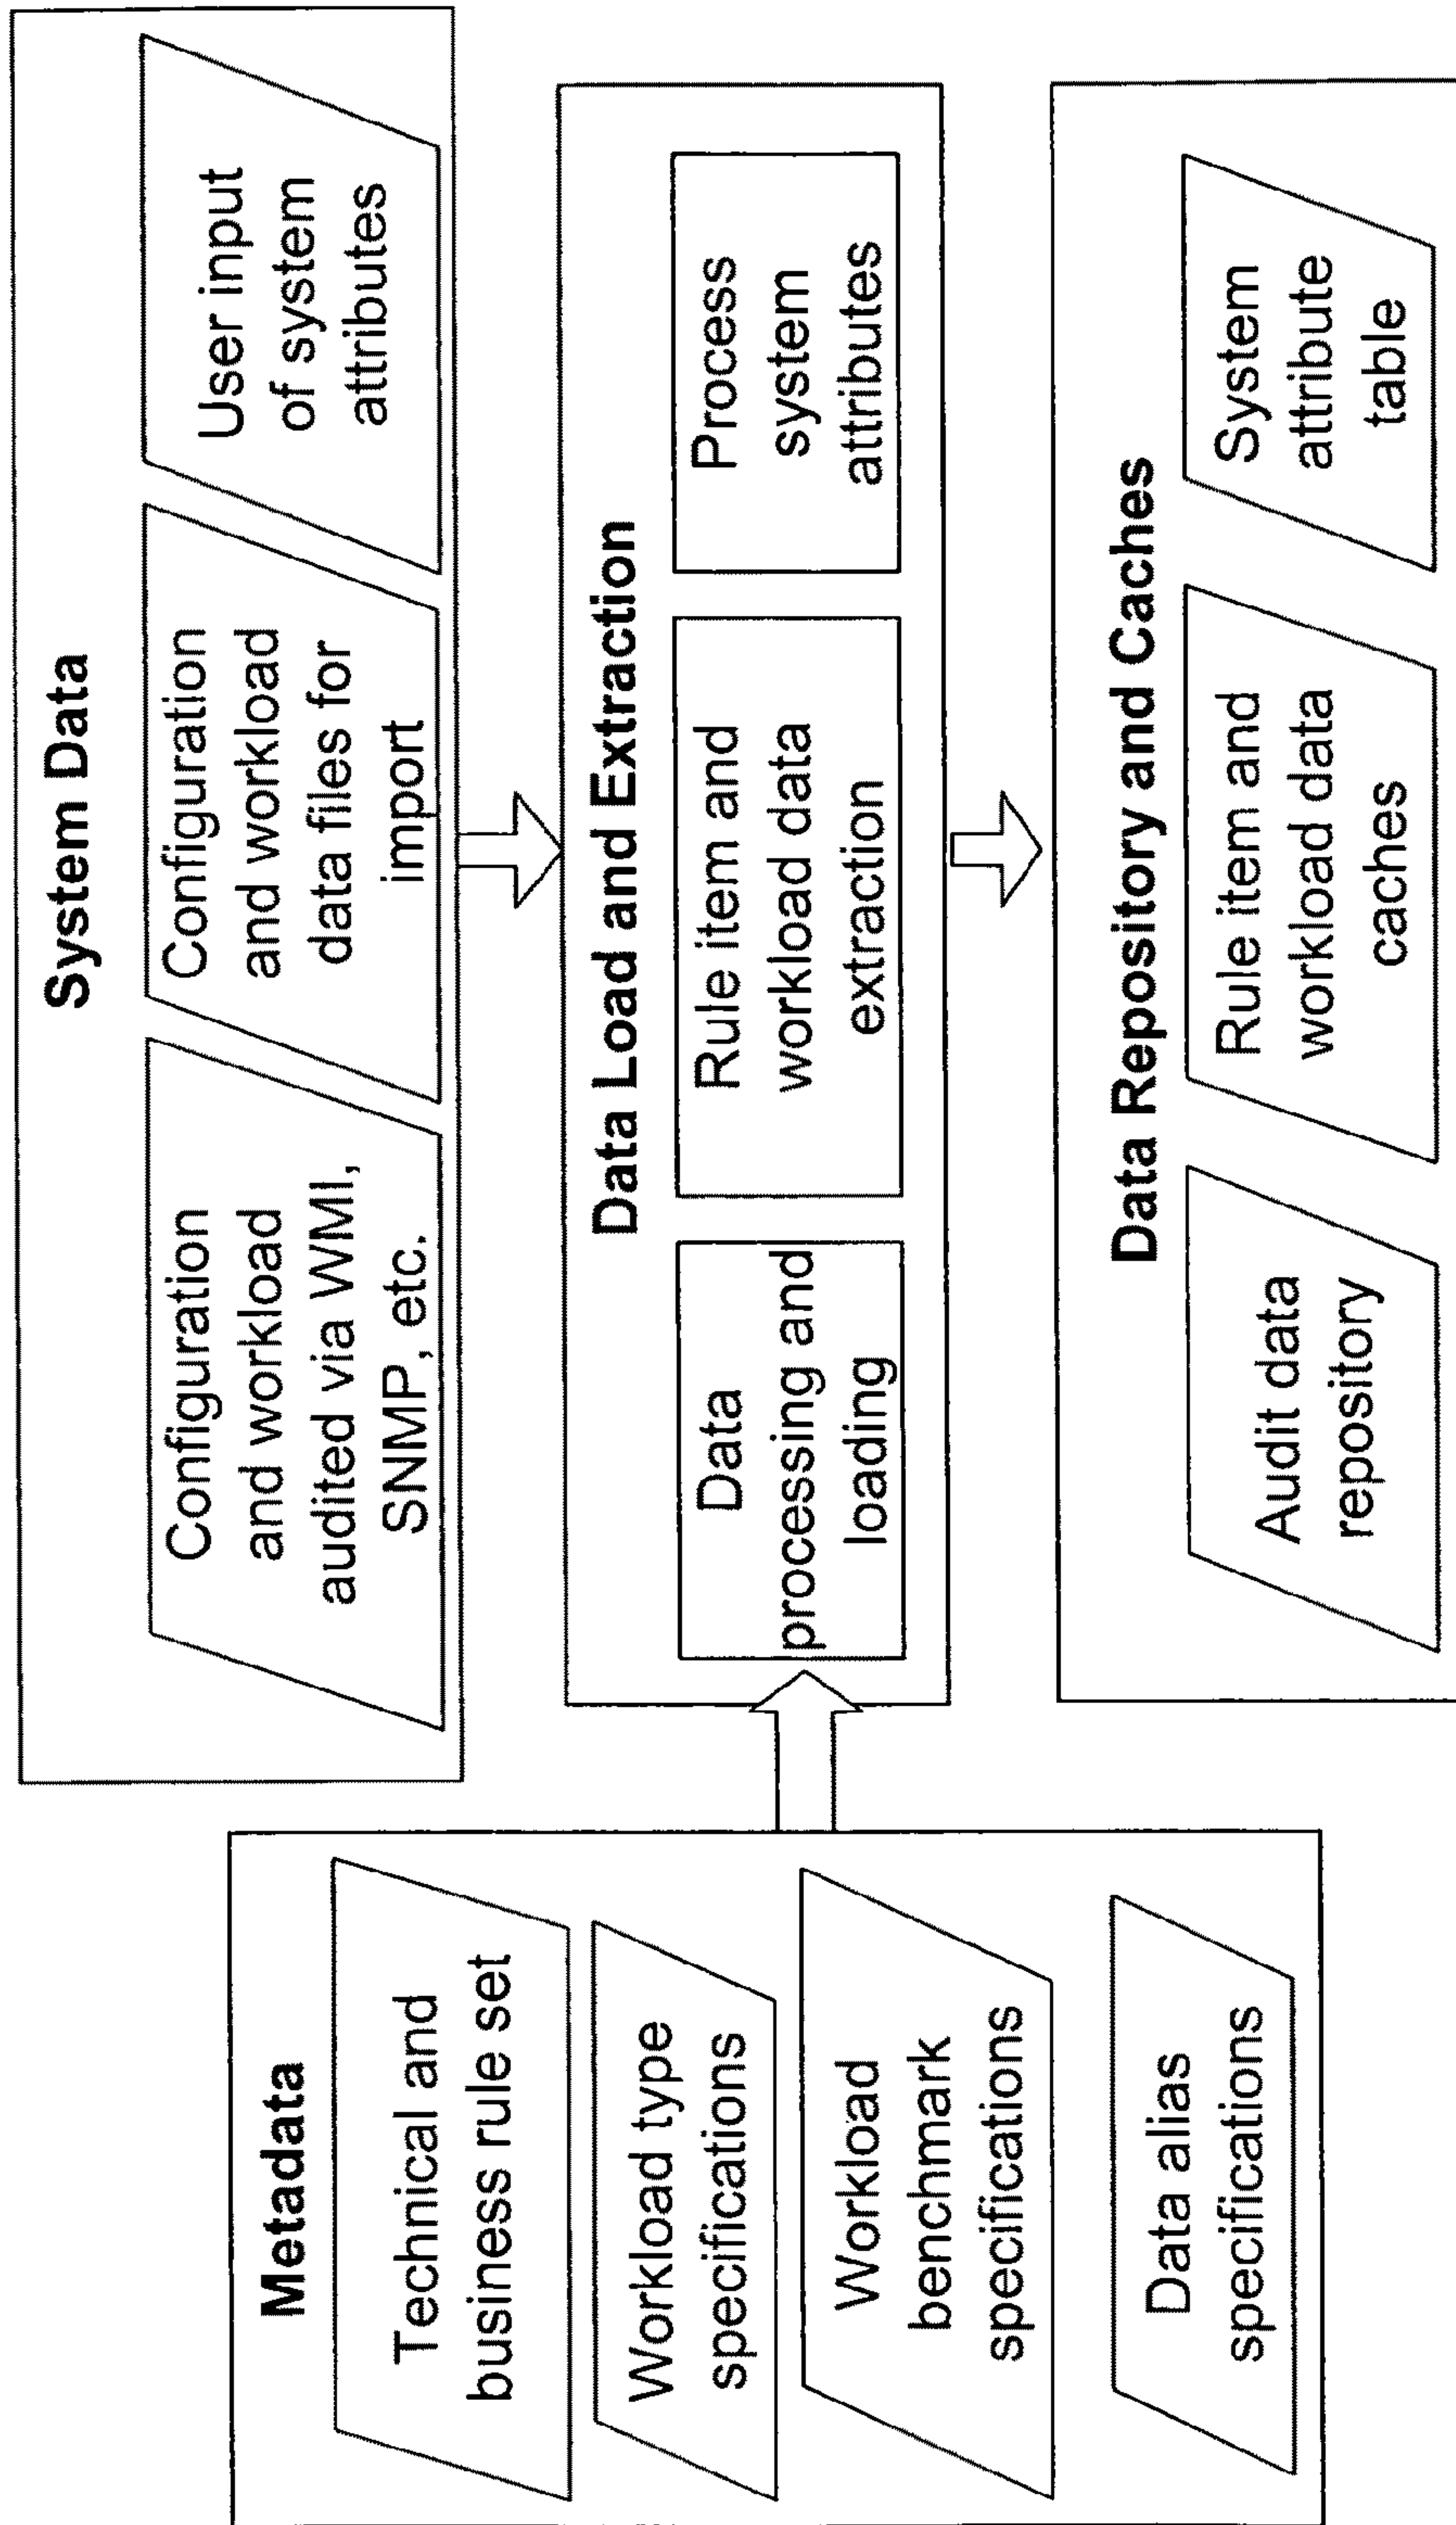 System Data
Configuration
and workload
audited via WMI,
SNMP, etc.
Configuration
and workload
data files for
import
User input
of system
attributes
Metadata
Technical and
business rule set
Workload type
specifications
Workload
benchmark
specifications
Data alias
specifications
Data Load and Extraction
Data
processing and
loading
Rule item and
workload data
extraction
Process
system
attributes
Data Repository and Caches
Audit data
repository
Rule item and
workload data
caches
System
attribute
table